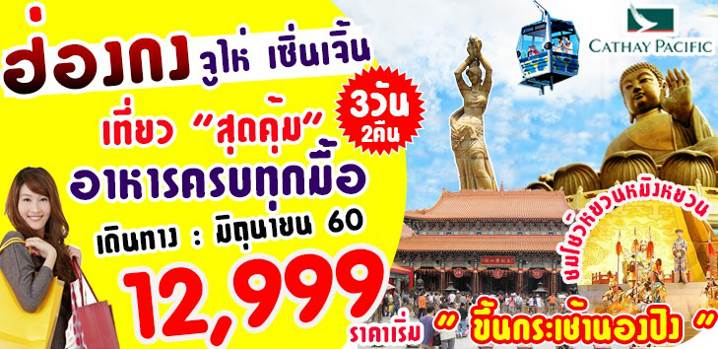 ฮ่องกง จูไห่ เซิ่นเจิ้น
เที่ยว "สุดคุ้ม"
3วัน
2คืน
อาหารครบทุกมื้อ
เดินทาง : มิถุนายน 60
12,999
ราคาเริ่ม
CATHAY PACIFIC
ชมโชว์หยวนหมิงหยวน
" ขึ้นกระเช้านองปิง "